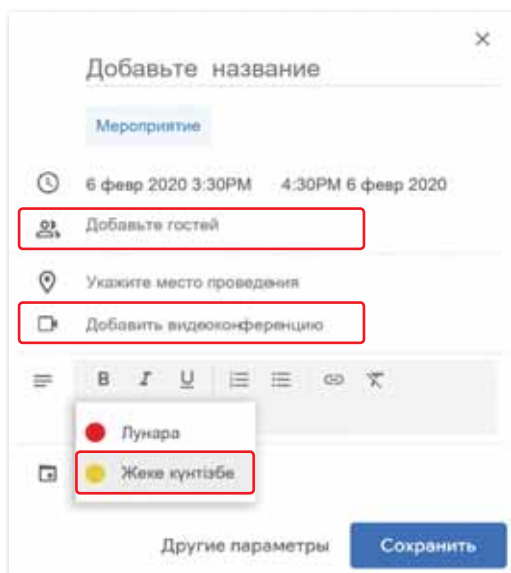 Добавьте название
Мероприятие
6 февр 2020 3:30PM 4:30PM 6 февр 2020
Добавьте гостей
Укажите место проведения
Добавить видеоконференцию
B I U
Лунара
Жеке күнтізбе
Другие параметры Сохранить